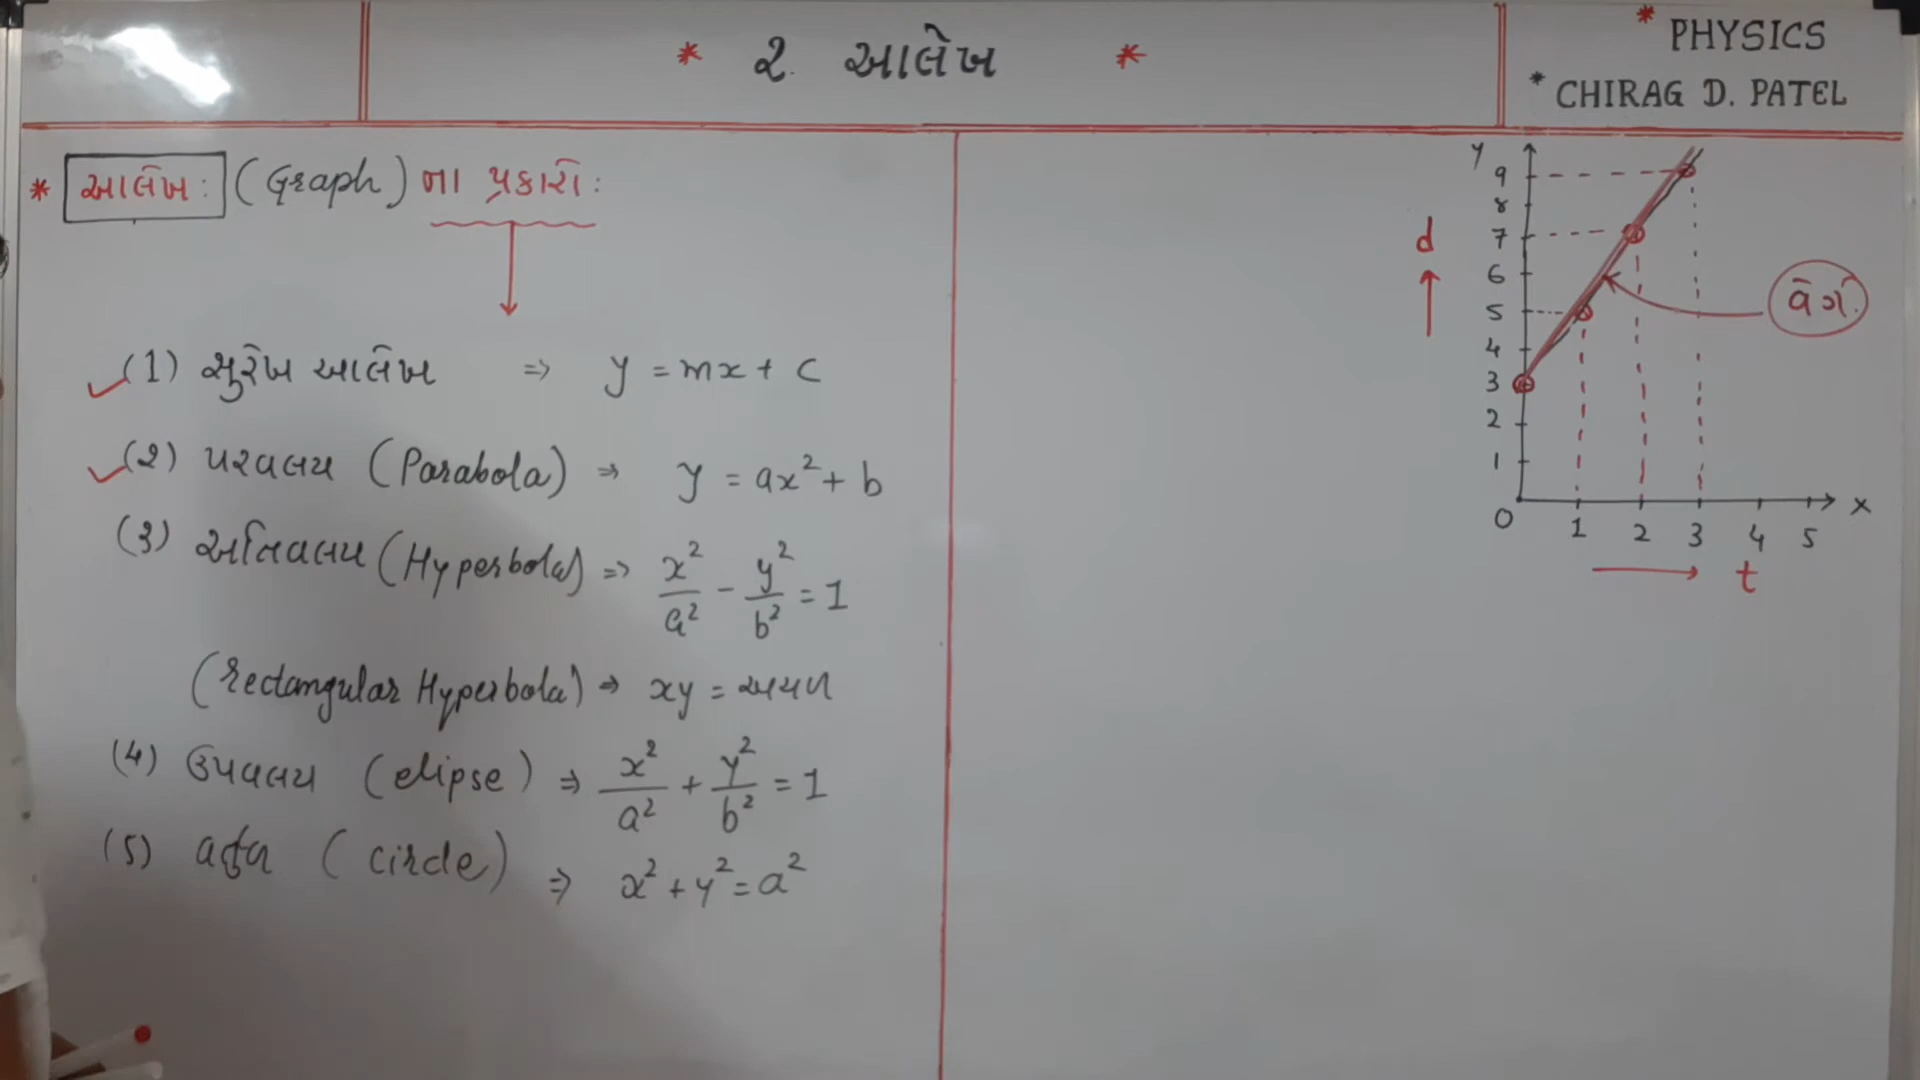 * ૨. આલેખ *
* PHYSICS
* CHIRAG D. PATEL
* આલેખ: (Graph) ના પ્રકારો:
(1) સુરેખ આલેખ ⇒ y = mx + c
(૨) પરવલય (Parabola) ⇒ y = ax² + b
(૩) અતિવલય (Hyperbola) ⇒ x²/a² - y²/b² = 1
(Rectangular Hyperbola) ⇒ xy = અચળ
(4) ઉપવલય (elipse) ⇒ x²/a² + y²/b² = 1
(5) વર્તુળ (circle) ⇒ x² + y² = a²
y
9
8
7
6
5
4
3
2
1
0 1 2 3 4 5 x
d
t